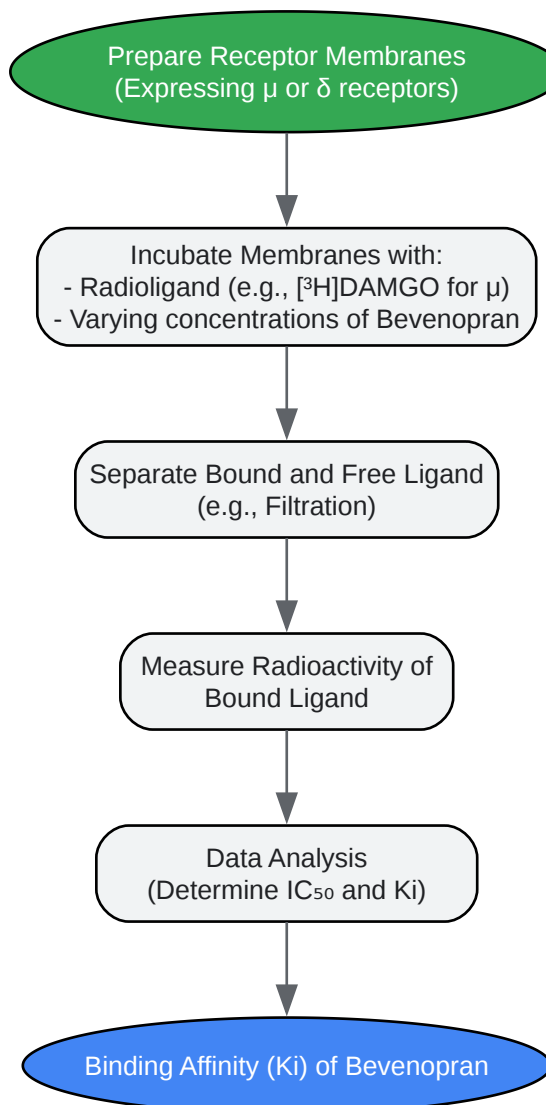 Prepare Receptor Membranes
(Expressing μ or δ receptors)
Incubate Membranes with:
- Radioligand (e.g., [³H]DAMGO for μ)
- Varying concentrations of Bevenopran
Separate Bound and Free Ligand
(e.g., Filtration)
Measure Radioactivity of
Bound Ligand
Data Analysis
(Determine IC₅₀ and Ki)
Binding Affinity (Ki) of Bevenopran